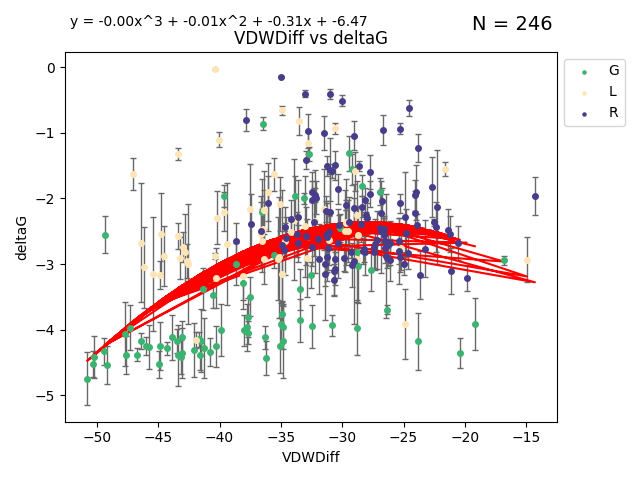 y = -0.00x^3 + -0.01x^2 + -0.31x + -6.47
N = 246
VDWDiff vs deltaG
G
L
R
0
−1
−2
−3
−4
−5
deltaG
−50 −45 −40 −35 −30 −25 −20 −15
VDWDiff